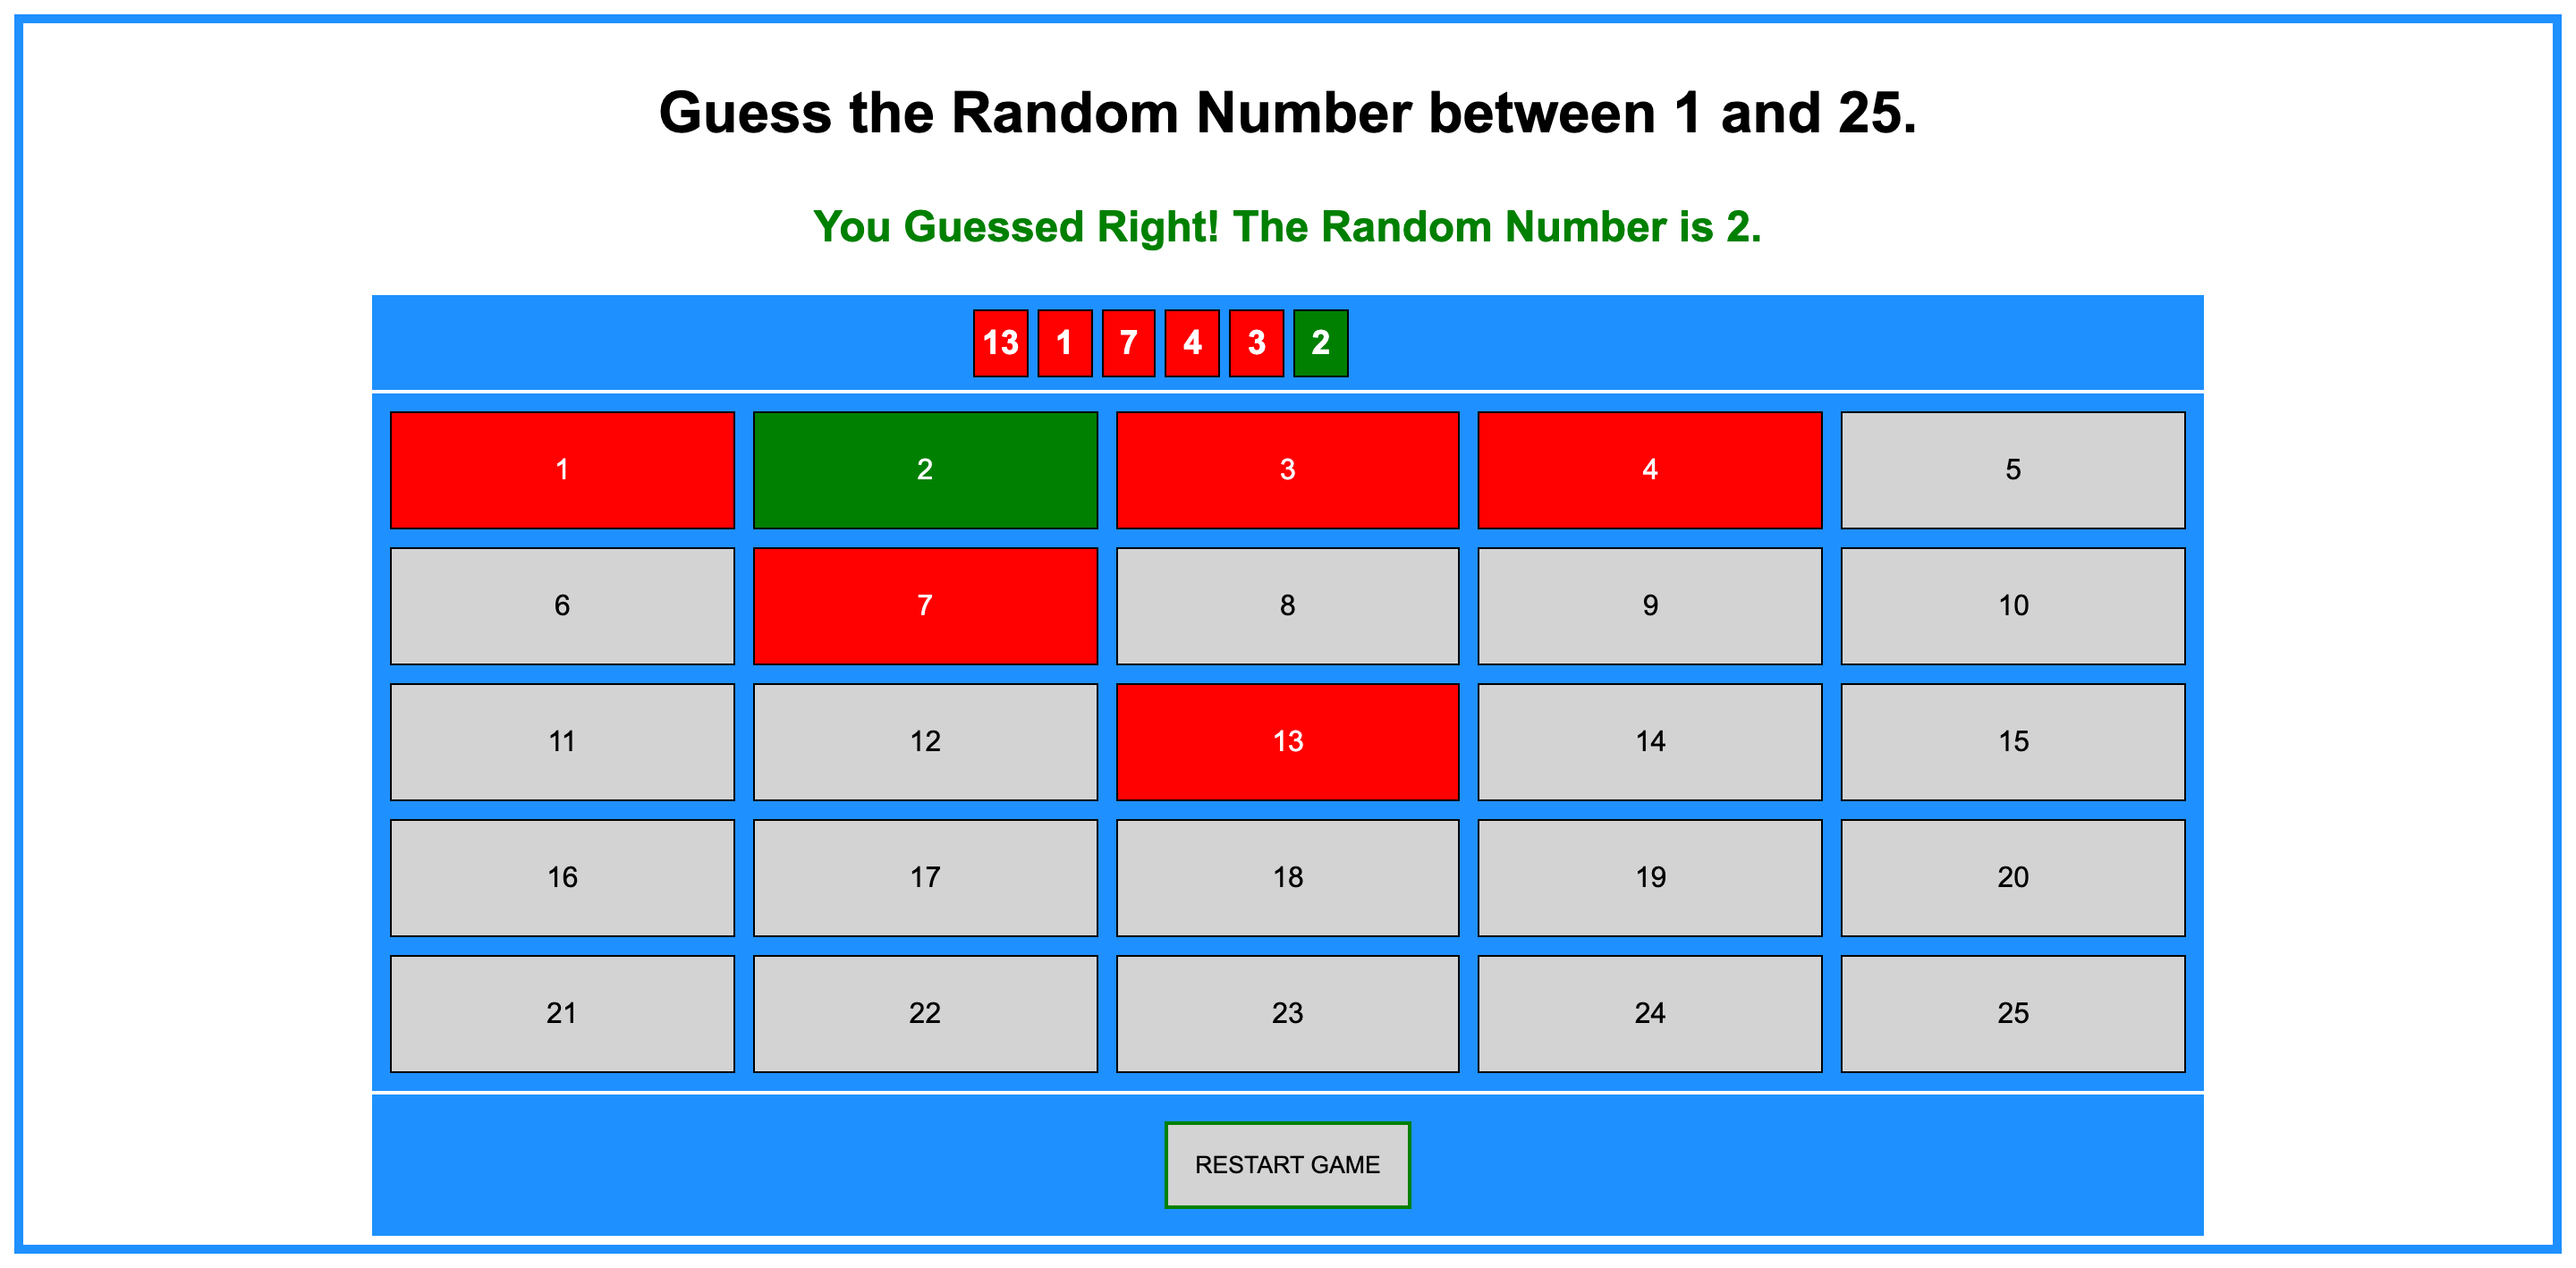 Guess the Random Number between 1 and 25.
You Guessed Right! The Random Number is 2.
13 1 7 4 3 2
1 2 3 4 5
6 7 8 9 10
11 12 13 14 15
16 17 18 19 20
21 22 23 24 25
RESTART GAME